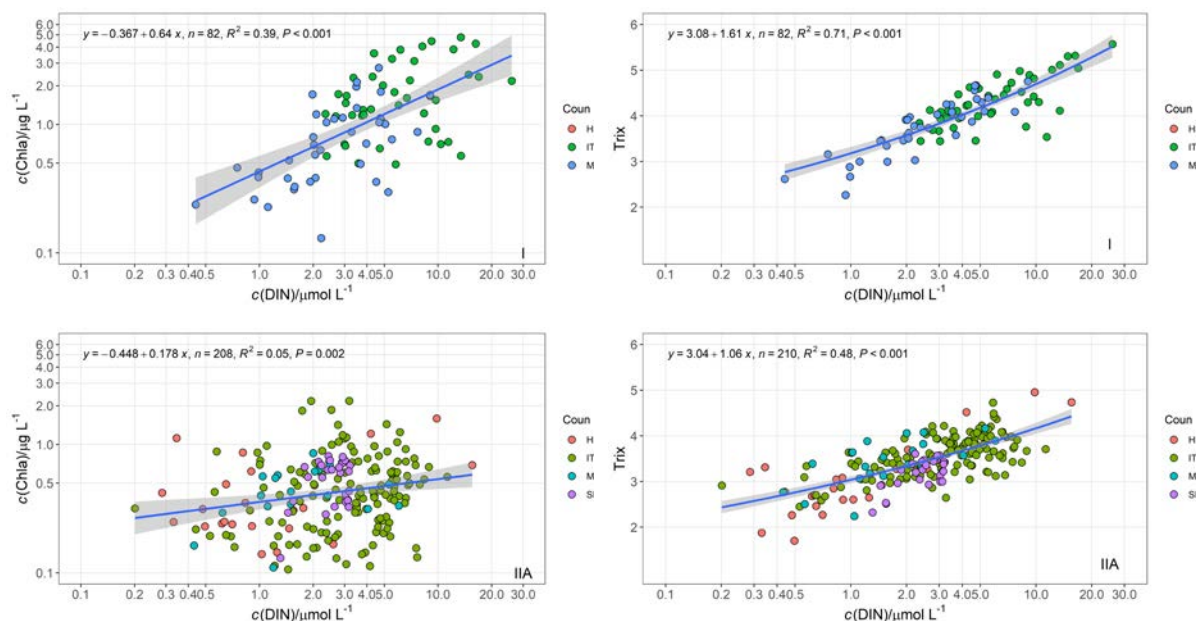 y = −0.367 + 0.64 x, n = 82, R² = 0.39, P < 0.001
6.0
5.0
4.0
3.0
2.0
1.0
0.5
0.1
c(Chla)/μg L⁻¹
I
0.1 0.2 0.3 0.40.5 1.0 2.0 3.0 4.05.0 10.0 20.0 30.0
c(DIN)/μmol L⁻¹
Coun
H
IT
M
y = 3.08 + 1.61 x, n = 82, R² = 0.71, P < 0.001
6
5
4
3
2
Trix
I
0.1 0.2 0.3 0.40.5 1.0 2.0 3.0 4.05.0 10.0 20.0 30.0
c(DIN)/μmol L⁻¹
Coun
H
IT
M
y = −0.448 + 0.178 x, n = 208, R² = 0.05, P = 0.002
6.0
5.0
4.0
3.0
2.0
1.0
0.5
0.1
c(Chla)/μg L⁻¹
IIA
0.1 0.2 0.3 0.40.5 1.0 2.0 3.0 4.05.0 10.0 20.0 30.0
c(DIN)/μmol L⁻¹
Coun
H
IT
M
SI
y = 3.04 + 1.06 x, n = 210, R² = 0.48, P < 0.001
6
5
4
3
2
Trix
IIA
0.1 0.2 0.3 0.40.5 1.0 2.0 3.0 4.05.0 10.0 20.0 30.0
c(DIN)/μmol L⁻¹
Coun
H
IT
M
SI